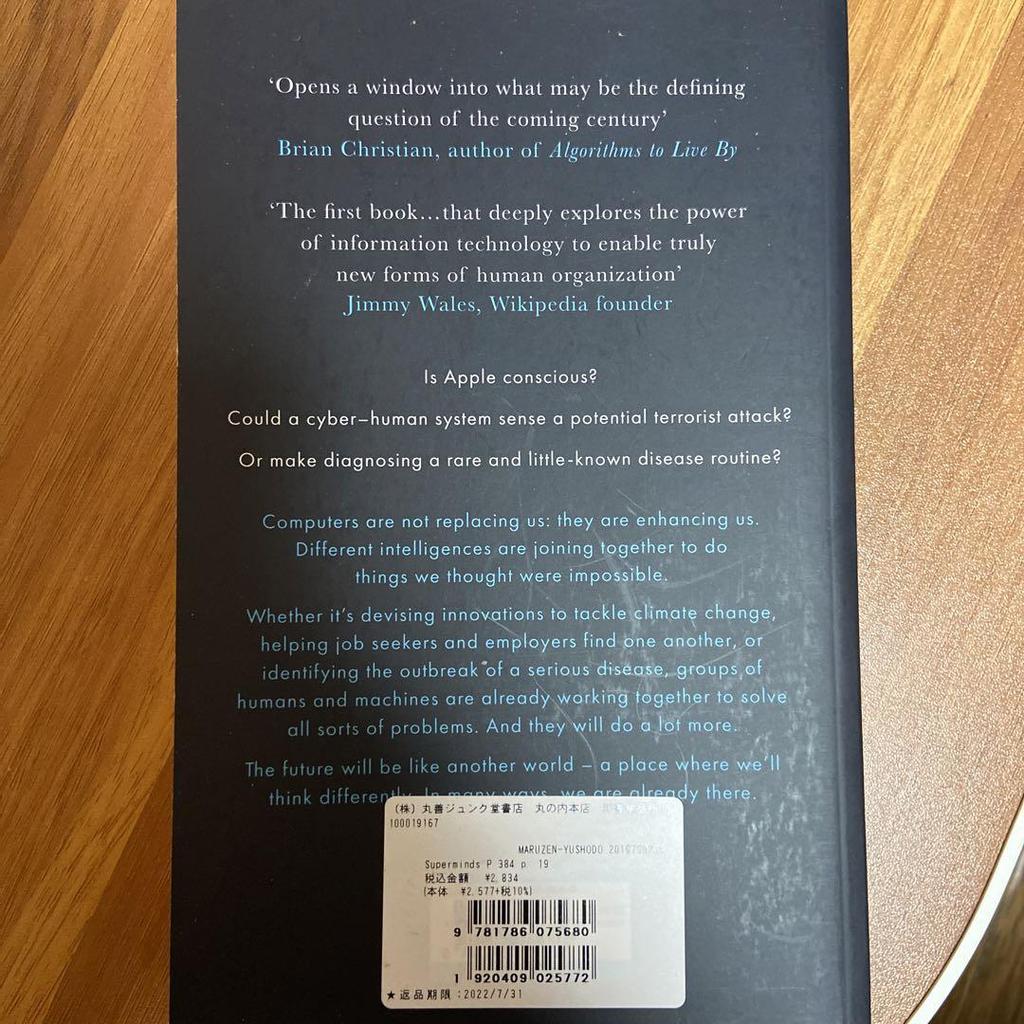 ‘Opens a window into what may be the defining
question of the coming century’
Brian Christian, author of Algorithms to Live By
‘The first book…that deeply explores the power
of information technology to enable truly
new forms of human organization’
Jimmy Wales, Wikipedia founder
Is Apple conscious?
Could a cyber–human system sense a potential terrorist attack?
Or make diagnosing a rare and little-known disease routine?
Computers are not replacing us: they are enhancing us.
Different intelligences are joining together to do
things we thought were impossible.
Whether it’s devising innovations to tackle climate change,
helping job seekers and employers find one another, or
identifying the outbreak of a serious disease, groups of
humans and machines are already working together to solve
all sorts of problems. And they will do a lot more.
The future will be like another world – a place where we’ll
think differently. In many ways, we are already there.
(株) 丸善ジュンク堂書店 丸の内本店
100019167
MARUZEN-YUSHODO
Superminds P 384 p 19
税込金額 ¥2,834
(本体 ¥2,577+税10%)
9 781786 075680
1 920409 025772
★返品期限:2022/7/31